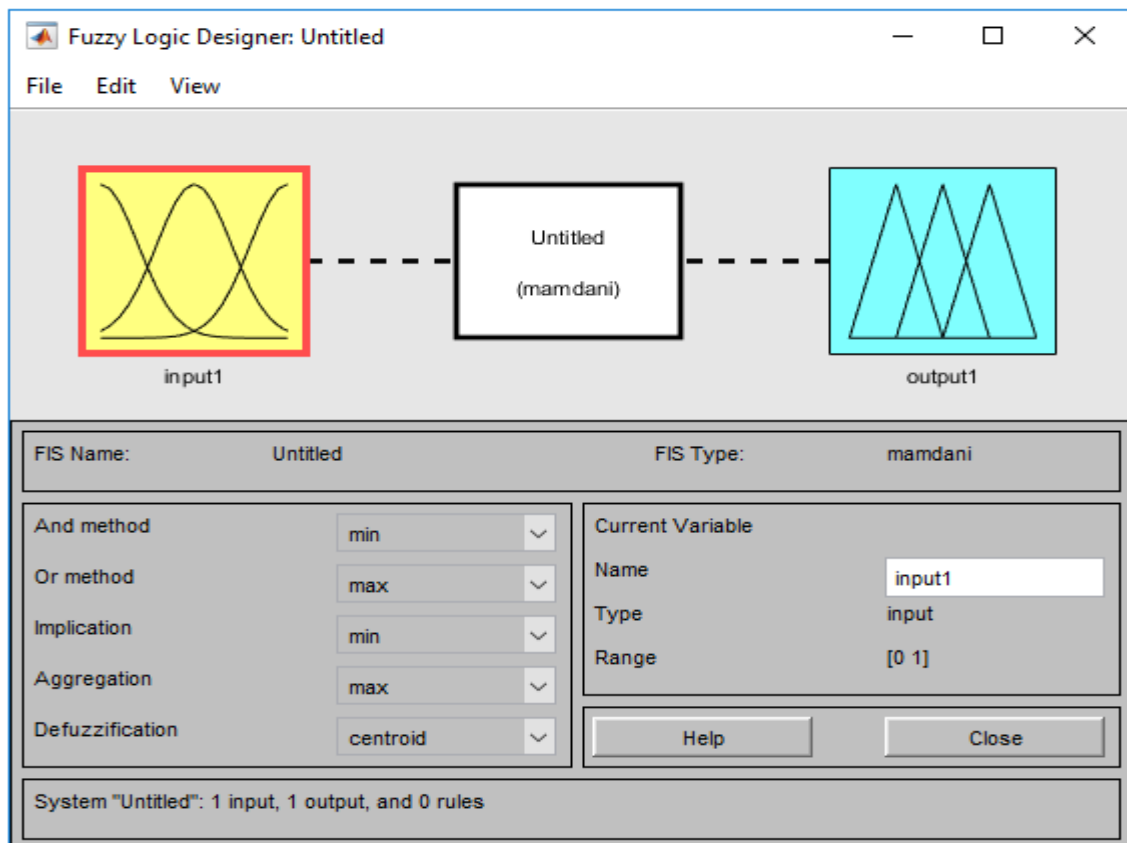 Fuzzy Logic Designer: Untitled
File Edit View
Untitled
(mamdani)
input1
output1
FIS Name: Untitled FIS Type: mamdani
And method min
Or method max
Implication min
Aggregation max
Defuzzification centroid
Current Variable
Name input1
Type input
Range [0 1]
Help Close
System "Untitled": 1 input, 1 output, and 0 rules